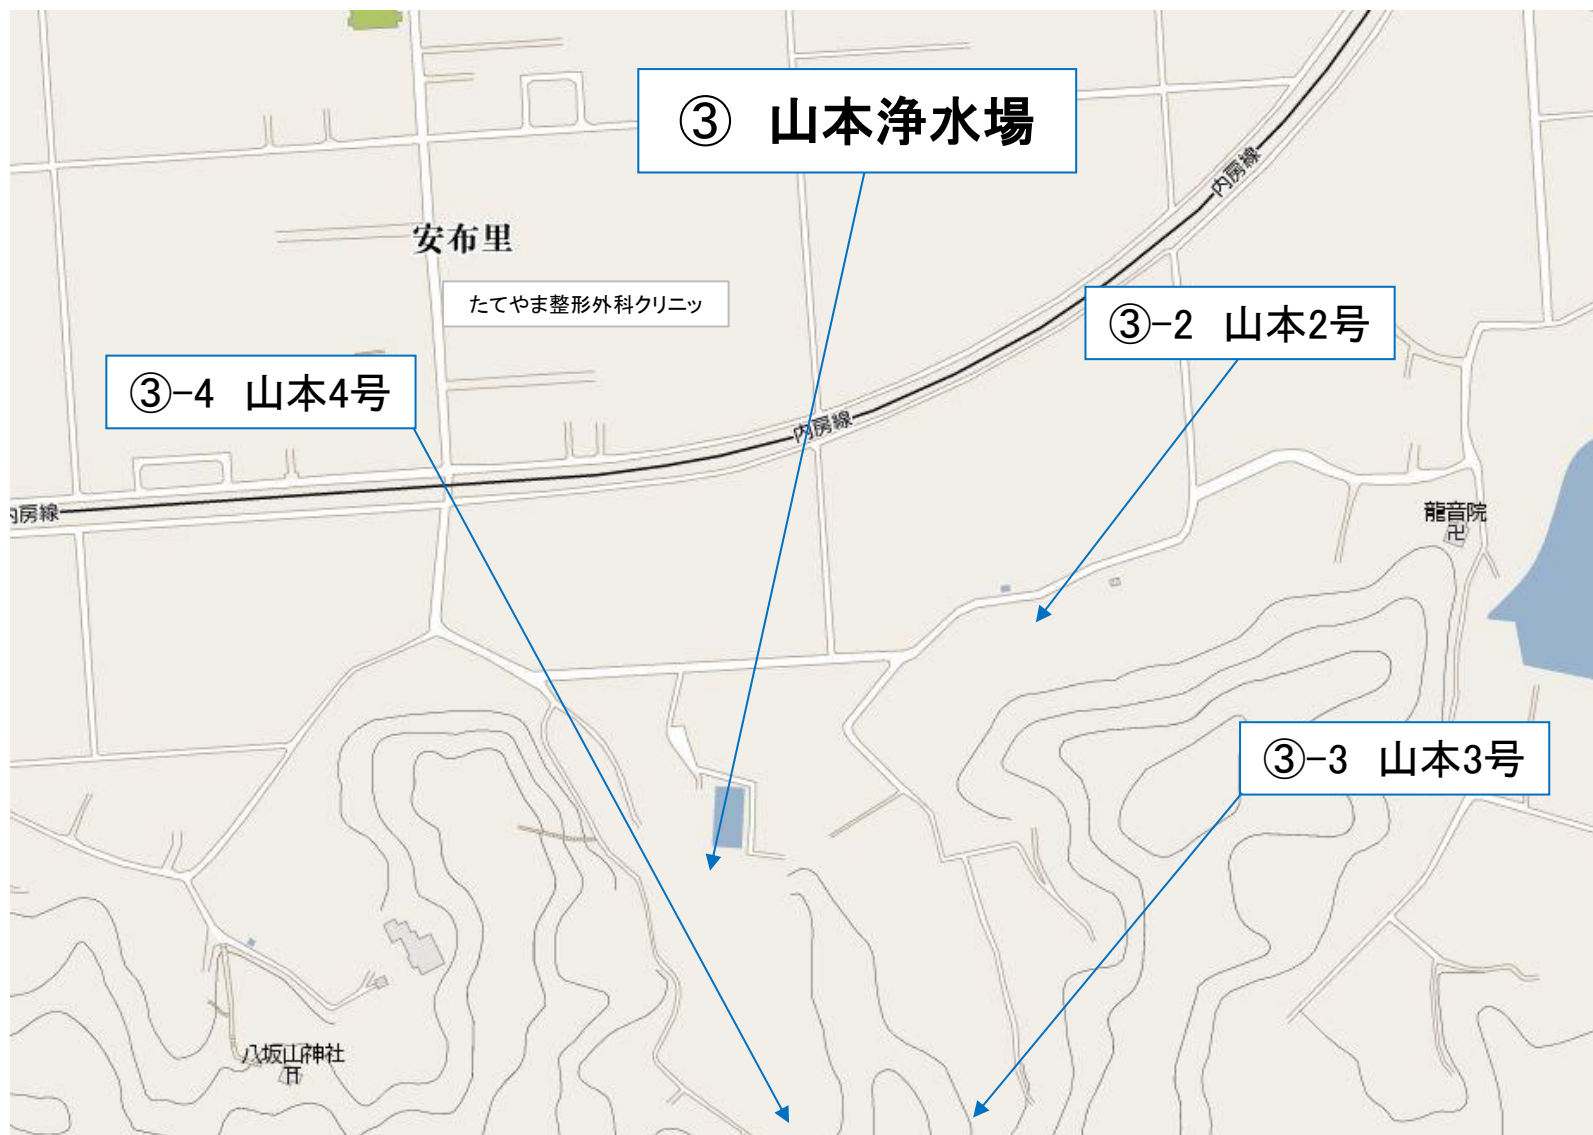 ③ 山本浄水場
内房線
安布里
たてやま整形外科クリニッ
③-2 山本2号
③-4 山本4号
内房線
内房線
龍音院
③-3 山本3号
八坂山神社